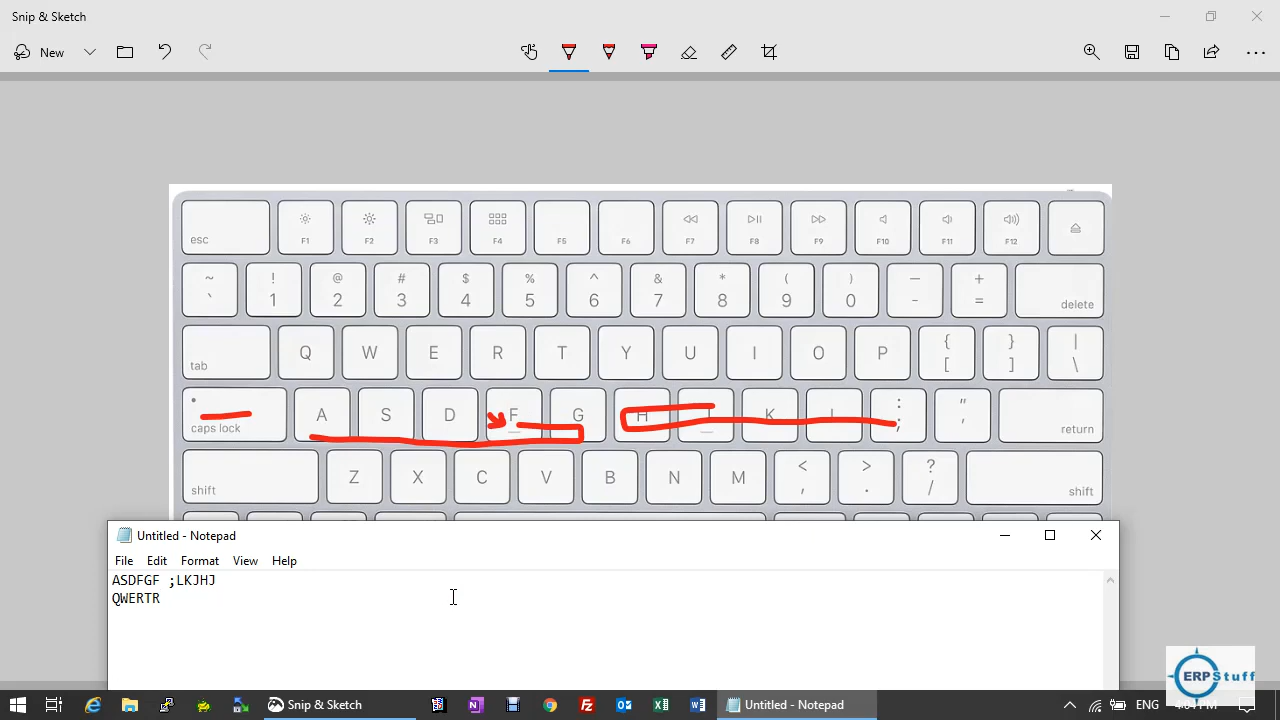 Snip & Sketch
New
esc F1 F2 F3 F4 F5 F6 F7 F8 F9 F10 F11 F12
~ ! @ # $ % ^ & * ( ) — +
` 1 2 3 4 5 6 7 8 9 0 - = delete
tab Q W E R T Y U I O P { [ } ] | \
caps lock A S D F G H J K L : ; " ' return
shift Z X C V B N M < , > . ? / shift
Untitled - Notepad
File Edit Format View Help
ASDFGF ;LKJHJ
QWERTR
ERPStuff
Snip & Sketch
Untitled - Notepad
ENG